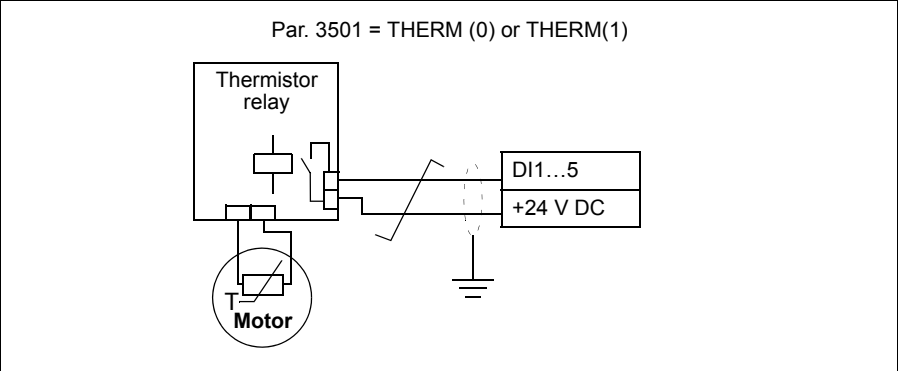 Par. 3501 = THERM (0) or THERM(1)
Thermistor
relay
DI1…5
+24 V DC
T
Motor